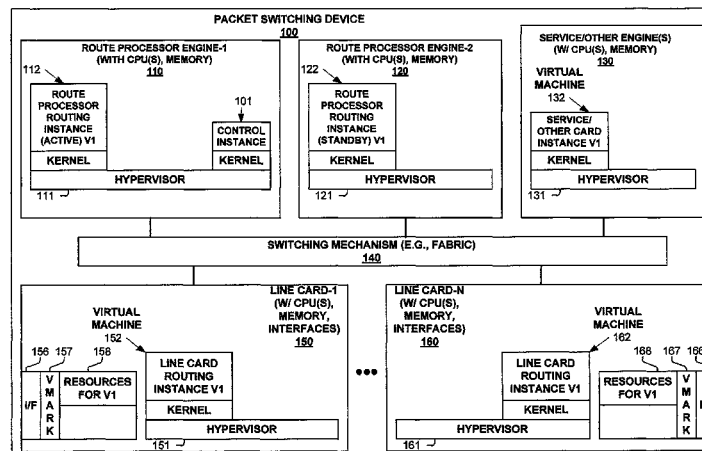 PACKET SWITCHING DEVICE
100
ROUTE PROCESSOR ENGINE-1
(WITH CPU(S), MEMORY)
110
112
ROUTE
PROCESSOR
ROUTING
INSTANCE
(ACTIVE) V1
KERNEL
101
CONTROL
INSTANCE
KERNEL
HYPERVISOR
111
ROUTE PROCESSOR ENGINE-2
(WITH CPU(S), MEMORY)
120
122
ROUTE
PROCESSOR
ROUTING
INSTANCE
(STANDBY) V1
KERNEL
HYPERVISOR
121
SERVICE/OTHER ENGINE(S)
(W/ CPU(S), MEMORY)
130
VIRTUAL
MACHINE
132
SERVICE/
OTHER CARD
INSTANCE V1
KERNEL
HYPERVISOR
131
SWITCHING MECHANISM (E.G., FABRIC)
140
LINE CARD-1
(W/ CPU(S),
MEMORY,
INTERFACES)
150
VIRTUAL
MACHINE
152
156
157
158
I/F
VMARK
RESOURCES
FOR V1
LINE CARD
ROUTING
INSTANCE V1
KERNEL
HYPERVISOR
151
•••
LINE CARD-N
(W/ CPU(S),
MEMORY,
INTERFACES)
160
VIRTUAL
MACHINE
162
LINE CARD
ROUTING
INSTANCE V1
KERNEL
HYPERVISOR
161
168
167
166
RESOURCES
FOR V1
VMARK